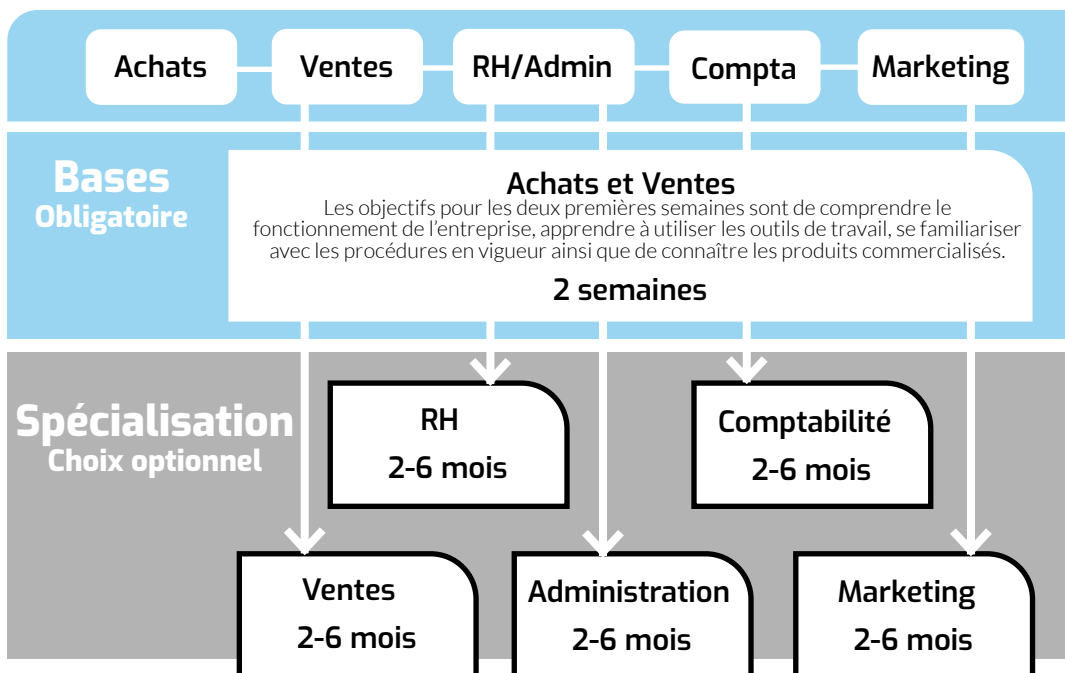 Achats
Ventes
RH/Admin
Compta
Marketing
Bases
Obligatoire
Achats et Ventes
Les objectifs pour les deux premières semaines sont de comprendre le
fonctionnement de l'entreprise, apprendre à utiliser les outils de travail, se familiariser
avec les procédures en vigueur ainsi que de connaître les produits commercialisés.
2 semaines
Spécialisation
Choix optionnel
RH
2-6 mois
Comptabilité
2-6 mois
Ventes
2-6 mois
Administration
2-6 mois
Marketing
2-6 mois